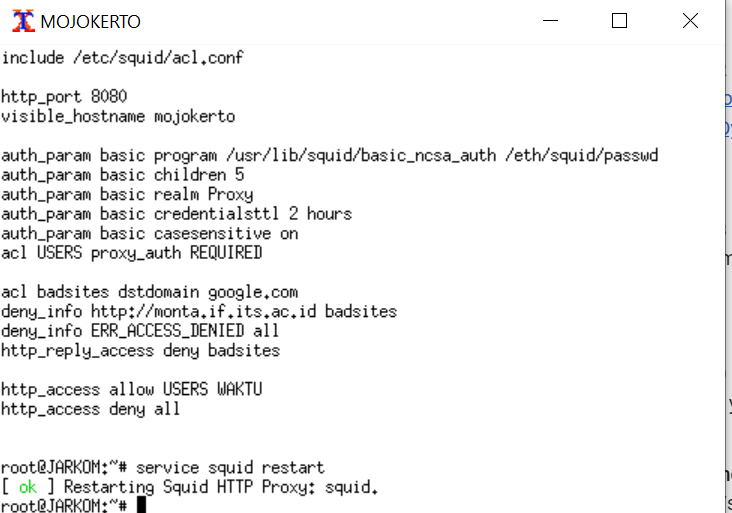 MOJOKERTO
include /etc/squid/acl.conf
http_port 8080
visible_hostname mojokerto
auth_param basic program /usr/lib/squid/basic_ncsa_auth /eth/squid/passwd
auth_param basic children 5
auth_param basic realm Proxy
auth_param basic credentialsttl 2 hours
auth_param basic casesensitive on
acl USERS proxy_auth REQUIRED
acl badsites dstdomain google.com
deny_info http://monta.if.its.ac.id badsites
deny_info ERR_ACCESS_DENIED all
http_reply_access deny badsites
http_access allow USERS WAKTU
http_access deny all
root@JARKOM:~# service squid restart
[ ok ] Restarting Squid HTTP Proxy: squid.
root@JARKOM:~#